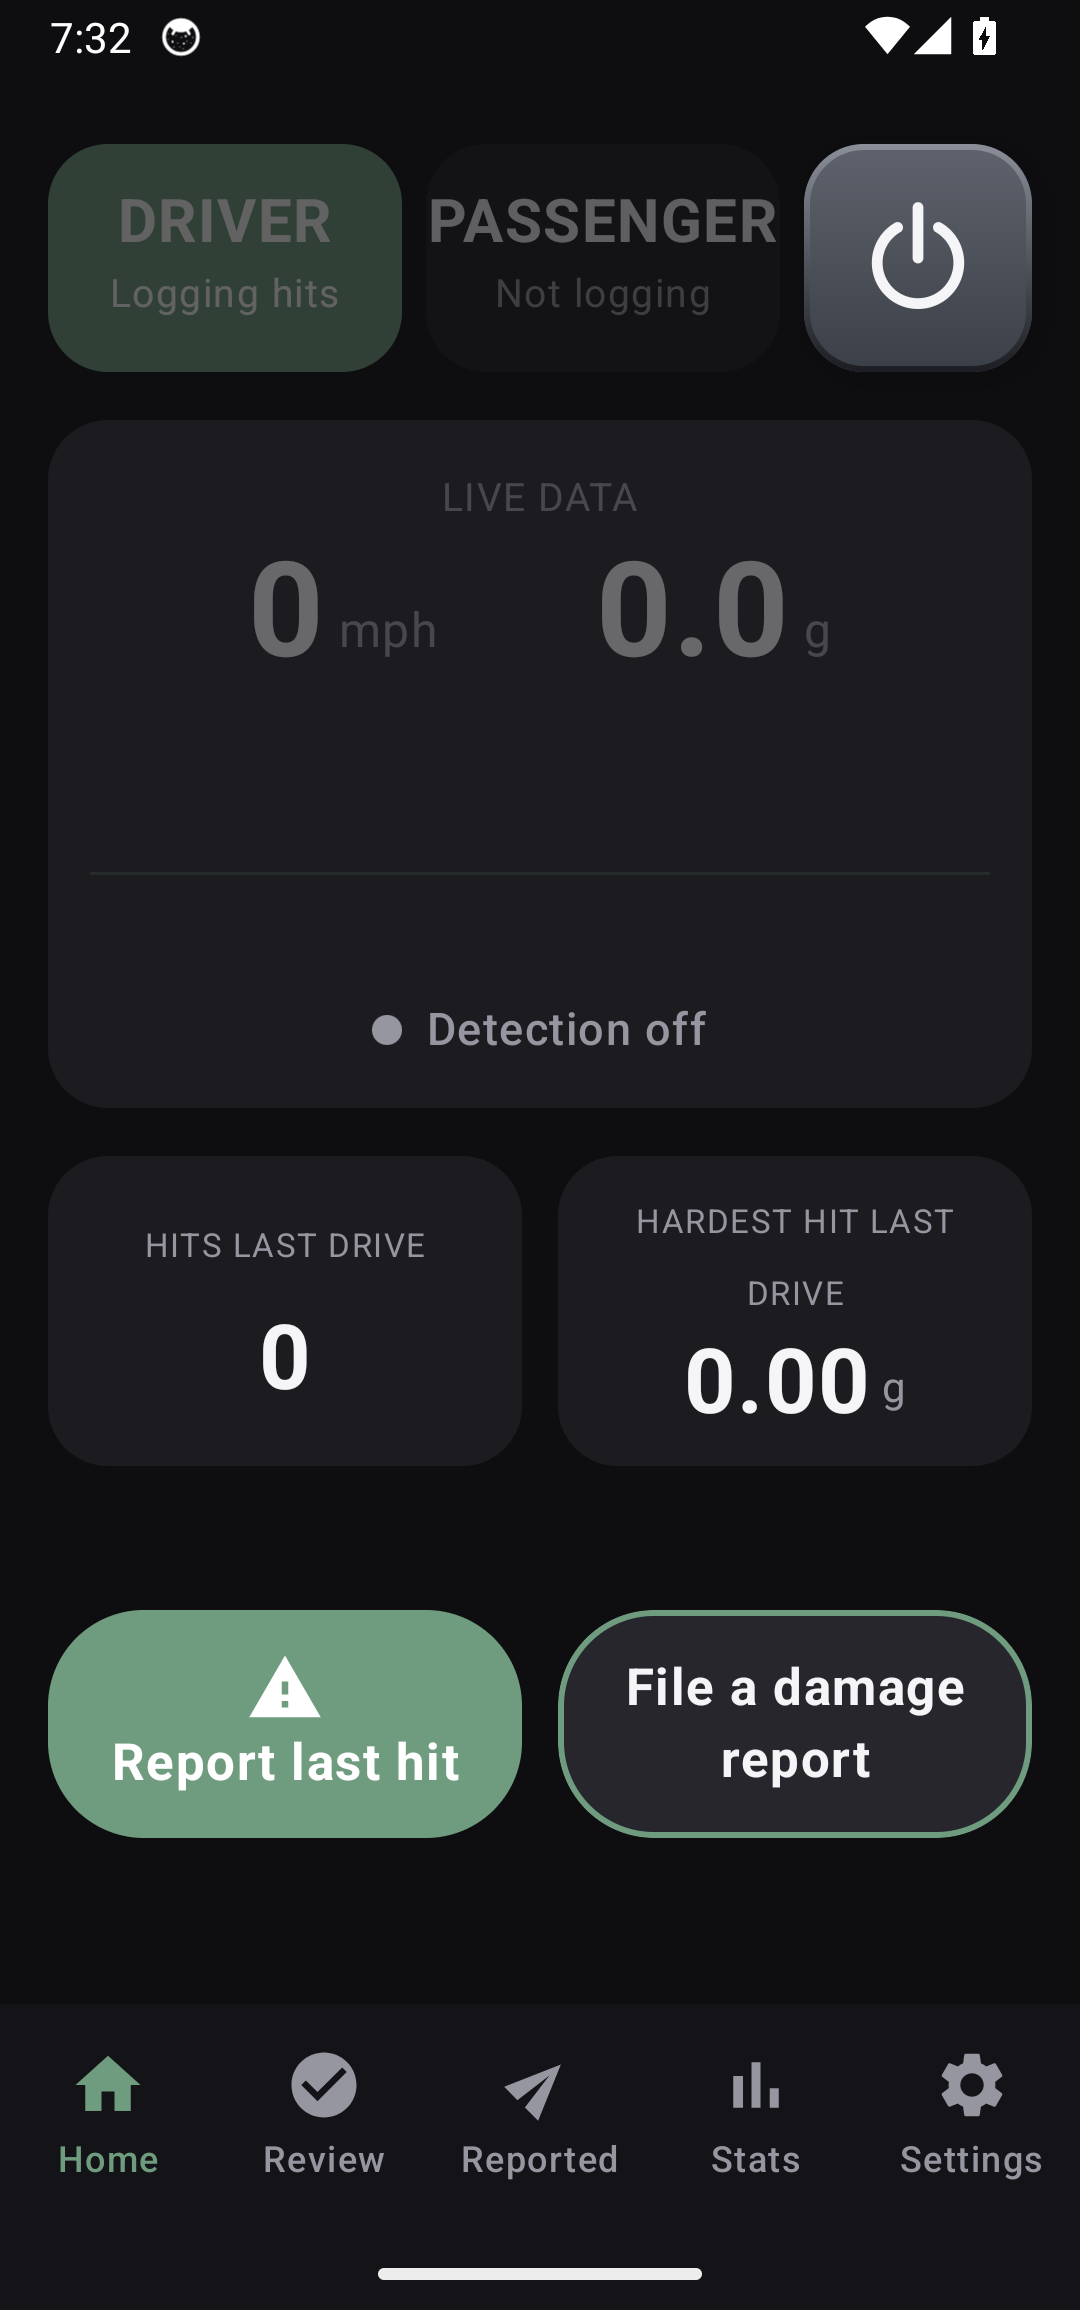 7:32
DRIVER
Logging hits
PASSENGER
Not logging
LIVE DATA
0 mph
0.0 g
Detection off
HITS LAST DRIVE
0
HARDEST HIT LAST
DRIVE
0.00 g
Report last hit
File a damage
report
Home
Review
Reported
Stats
Settings